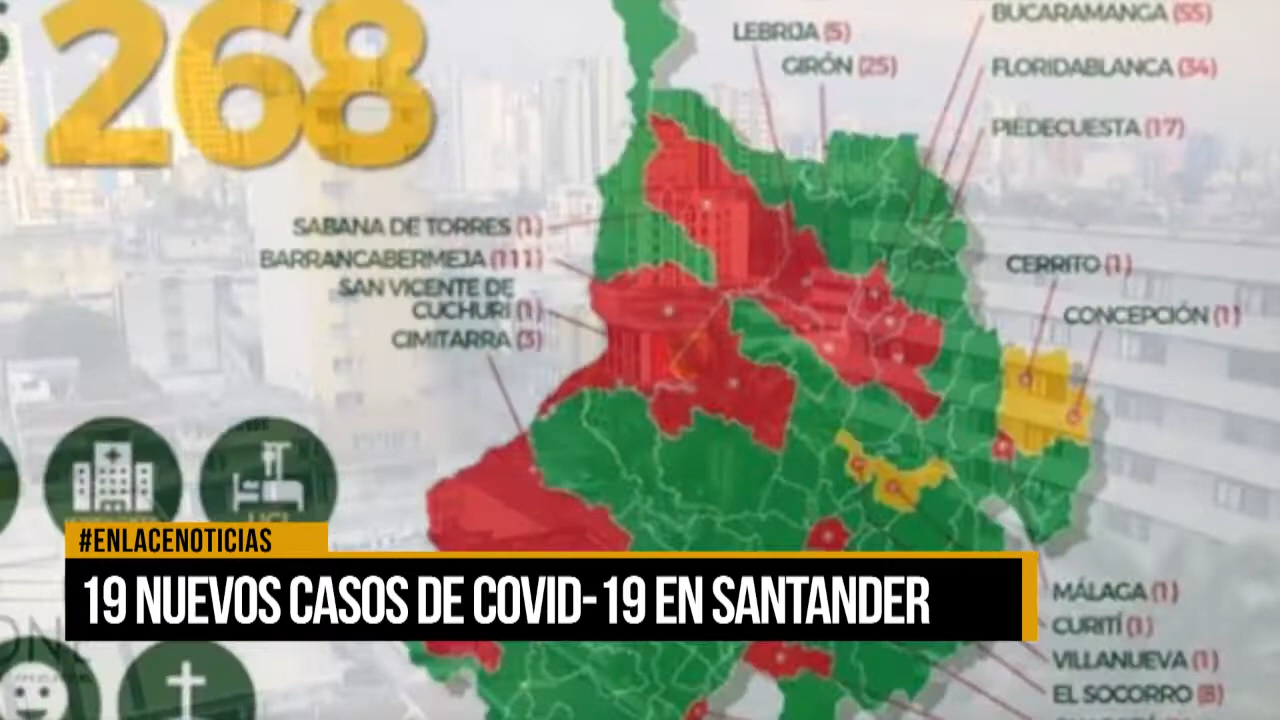 268
LEBRIJA (5)
GIRÓN (25)
BUCARAMANGA (55)
FLORIDABLANCA (34)
PIEDECUESTA (17)
SABANA DE TORRES (1)
BARRANCABERMEJA (111)
SAN VICENTE DE
CUCHURI (1)
CIMITARRA (3)
CERRITO (1)
CONCEPCIÓN (1)
UCI
#ENLACENOTICIAS
19 NUEVOS CASOS DE COVID-19 EN SANTANDER
MÁLAGA (1)
CURITÍ (1)
VILLANUEVA (1)
EL SOCORRO (8)